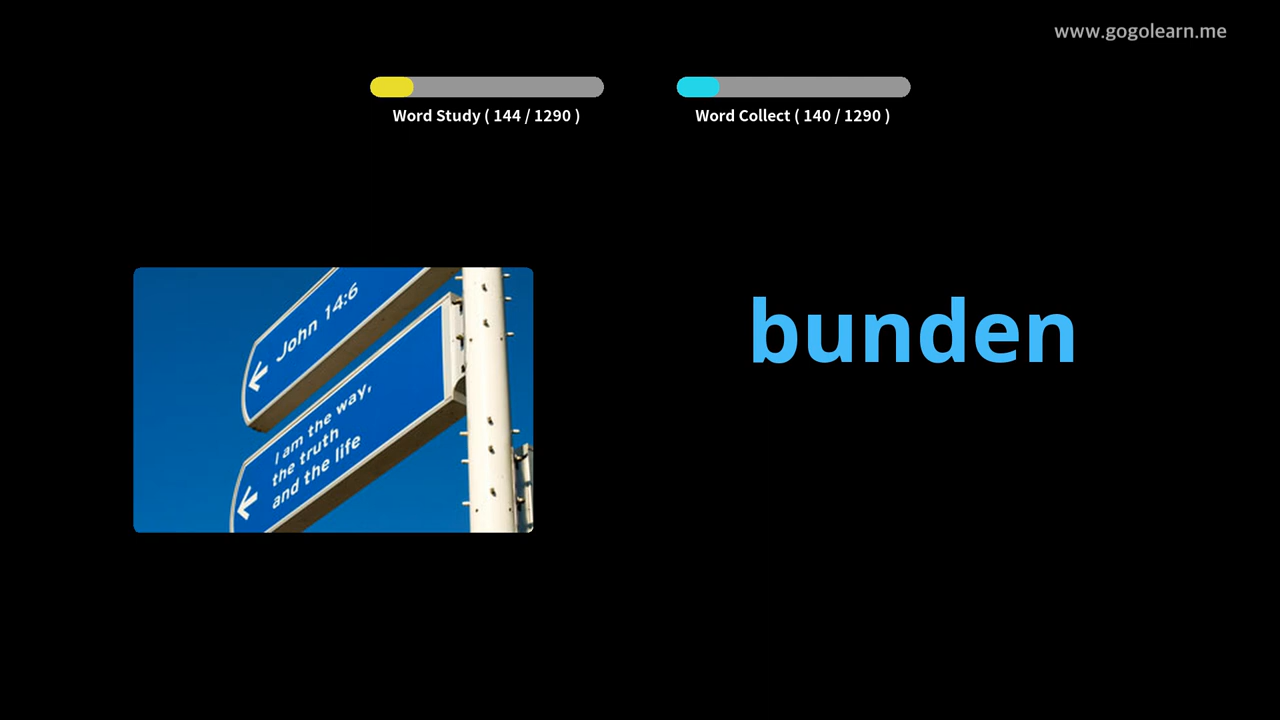 www.gogolearn.me
Word Study ( 144 / 1290 )
Word Collect ( 140 / 1290 )
John 14:6
I am the way,
the truth
and the life
bunden